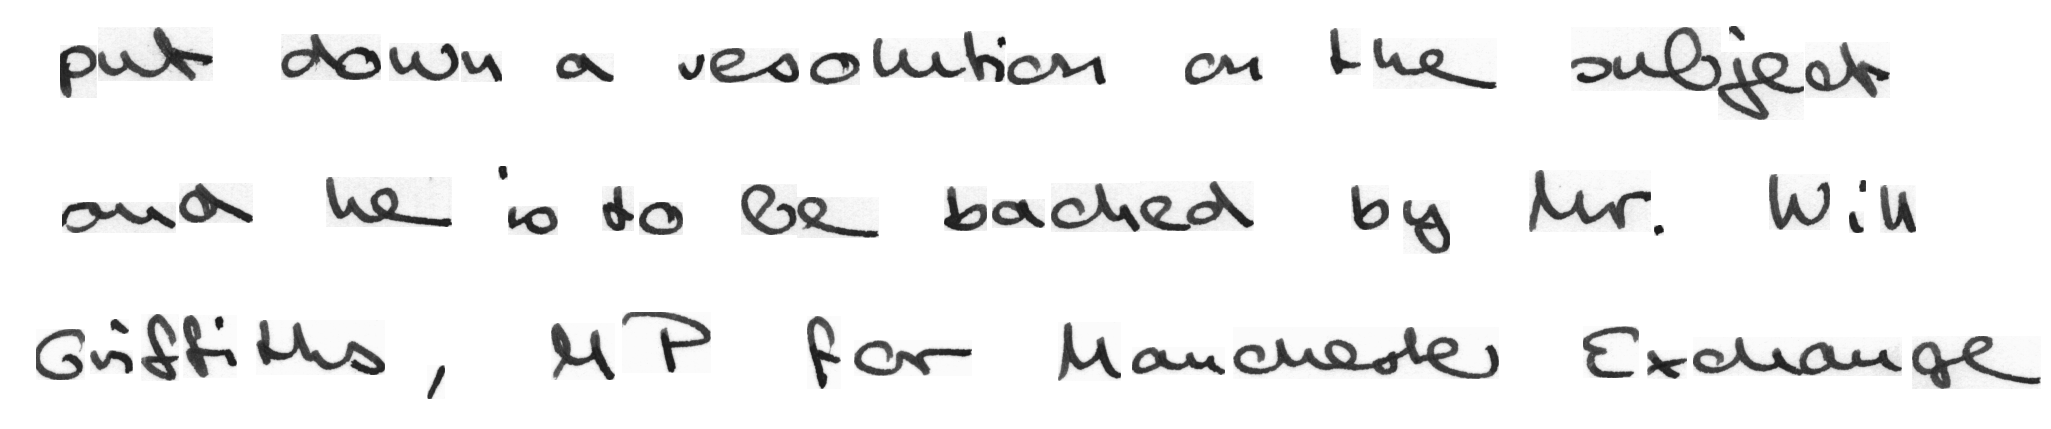 put down a resolution on the subject
and he is to be backed by Mr. Will
Griffiths, MP for Manchester Exchange